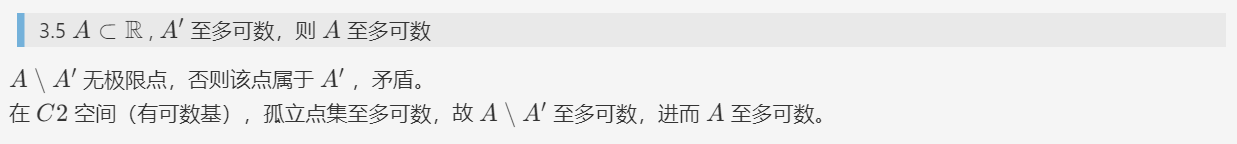 3.5 A ⊂ ℝ , A′ 至多可数，则 A 至多可数
A \ A′ 无极限点，否则该点属于 A′ ，矛盾。
在 C2 空间（有可数基），孤立点集至多可数，故 A \ A′ 至多可数，进而 A 至多可数。